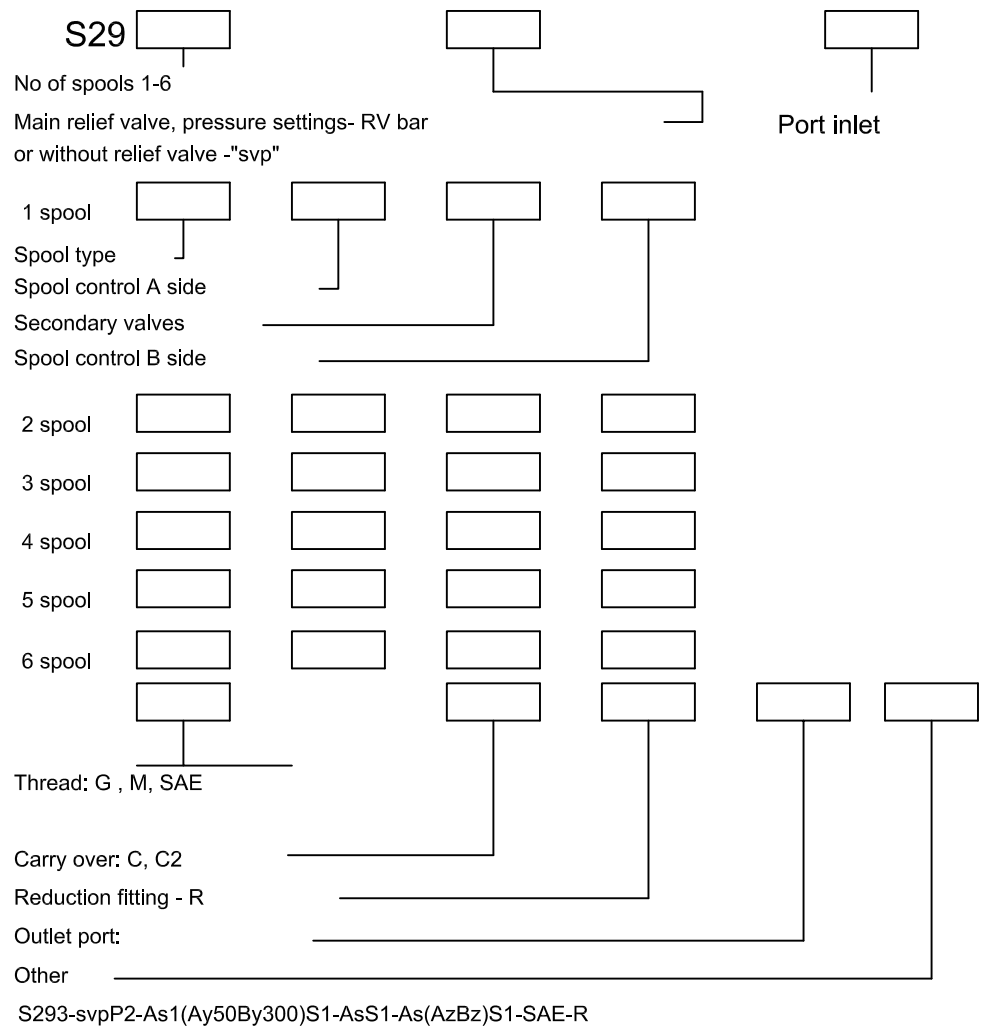 S29
No of spools 1-6
Main relief valve, pressure settings- RV bar
or without relief valve -"svp"
Port inlet
1 spool
Spool type
Spool control A side
Secondary valves
Spool control B side
2 spool
3 spool
4 spool
5 spool
6 spool
Thread: G , M, SAE
Carry over: C, C2
Reduction fitting - R
Outlet port:
Other
S293-svpP2-As1(Ay50By300)S1-AsS1-As(AzBz)S1-SAE-R